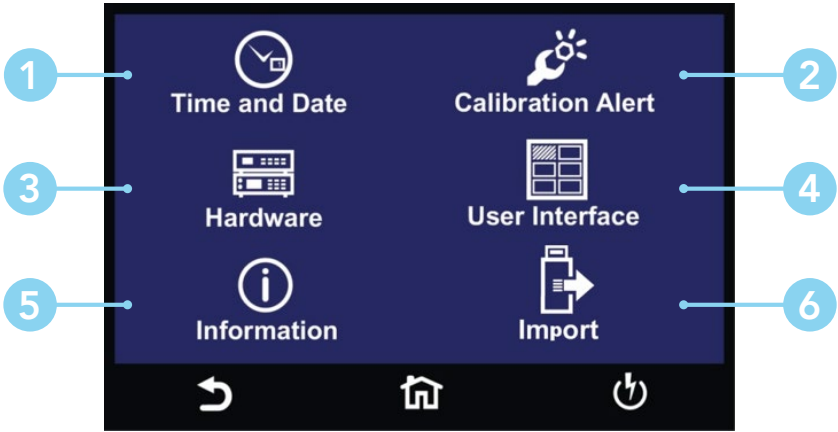 1
Time and Date
2
Calibration Alert
3
Hardware
4
User Interface
5
Information
6
Import